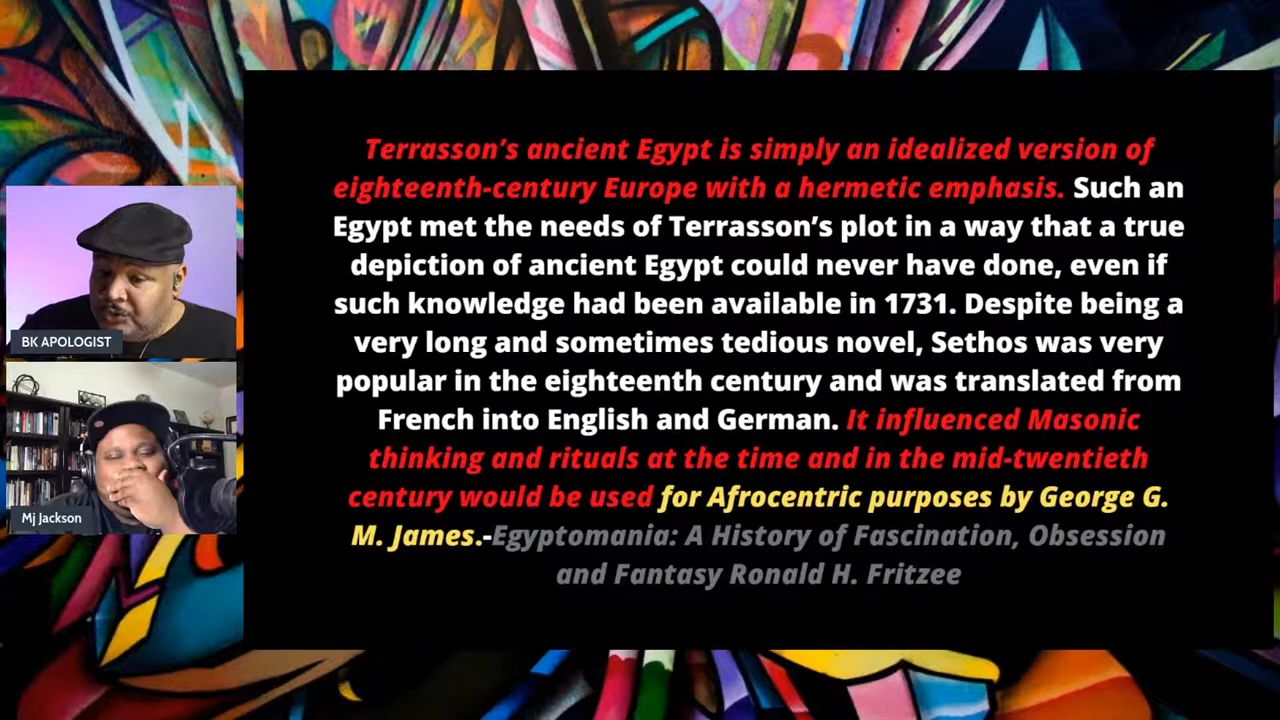 Terrasson's ancient Egypt is simply an idealized version of
eighteenth-century Europe with a hermetic emphasis. Such an
Egypt met the needs of Terrasson's plot in a way that a true
depiction of ancient Egypt could never have done, even if
such knowledge had been available in 1731. Despite being a
very long and sometimes tedious novel, Sethos was very
popular in the eighteenth century and was translated from
French into English and German. It influenced Masonic
thinking and rituals at the time and in the mid-twentieth
century would be used for Afrocentric purposes by George G.
M. James.-Egyptomania: A History of Fascination, Obsession
and Fantasy Ronald H. Fritzee
BK APOLOGIST
Mj Jackson